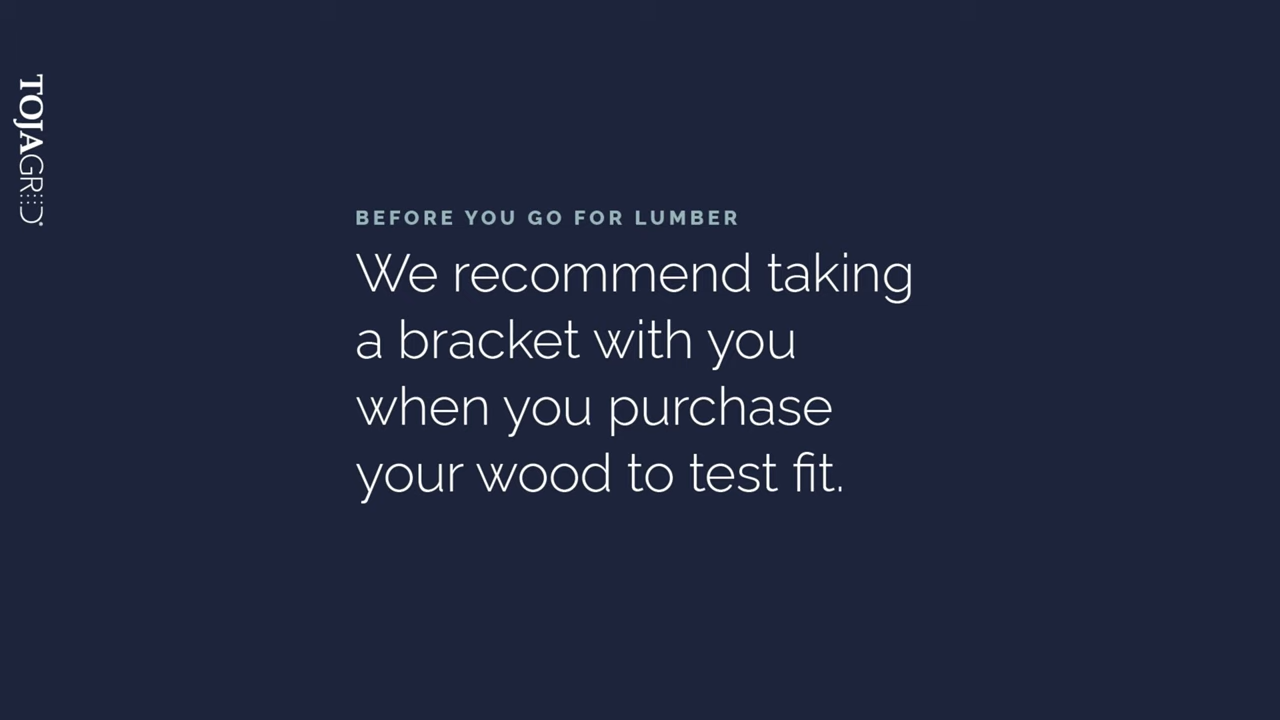 TOJAGRID
BEFORE YOU GO FOR LUMBER
We recommend taking
a bracket with you
when you purchase
your wood to test fit.